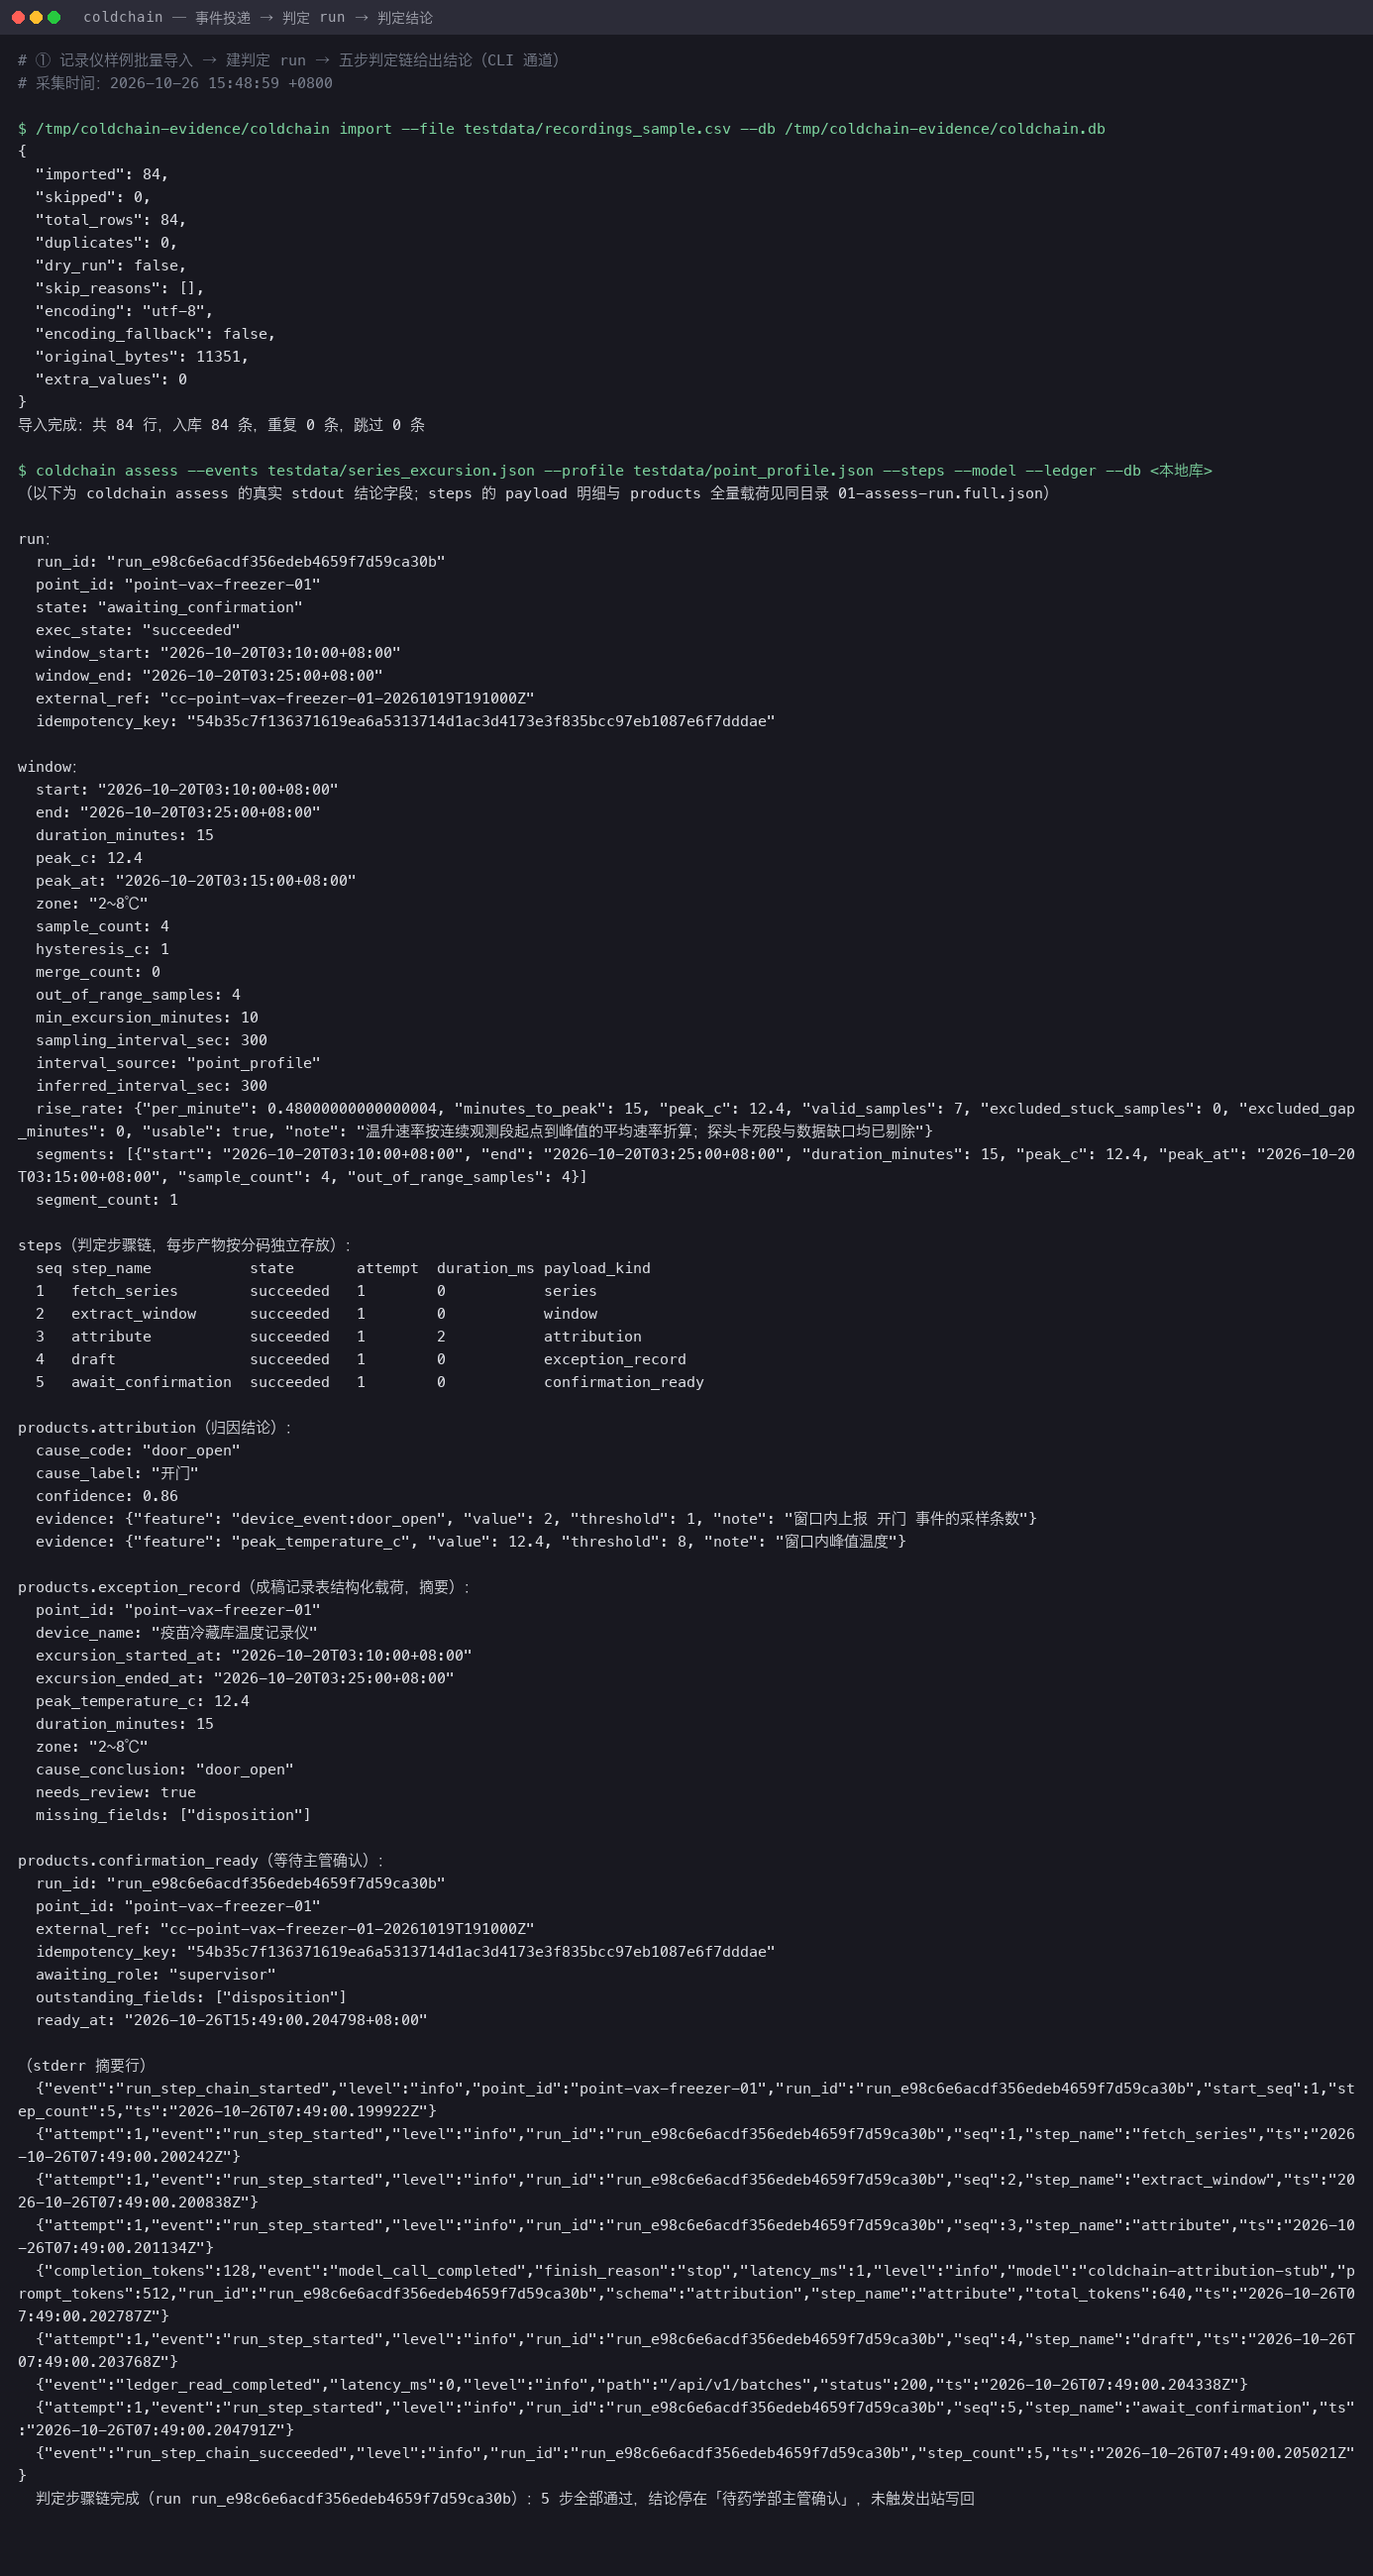 coldchain — 事件投递 → 判定 run → 判定结论
# ① 记录仪样例批量导入 → 建判定 run → 五步判定链给出结论（CLI 通道）
# 采集时间：2026-10-26 15:48:59 +0800
$ /tmp/coldchain-evidence/coldchain import --file testdata/recordings_sample.csv --db /tmp/coldchain-evidence/coldchain.db
{
  "imported": 84,
  "skipped": 0,
  "total_rows": 84,
  "duplicates": 0,
  "dry_run": false,
  "skip_reasons": [],
  "encoding": "utf-8",
  "encoding_fallback": false,
  "original_bytes": 11351,
  "extra_values": 0
}
导入完成：共 84 行，入库 84 条，重复 0 条，跳过 0 条
$ coldchain assess --events testdata/series_excursion.json --profile testdata/point_profile.json --steps --model --ledger --db <本地库>
（以下为 coldchain assess 的真实 stdout 结论字段；steps 的 payload 明细与 products 全量载荷见同目录 01-assess-run.full.json）
run：
  run_id: "run_e98c6e6acdf356edeb4659f7d59ca30b"
  point_id: "point-vax-freezer-01"
  state: "awaiting_confirmation"
  exec_state: "succeeded"
  window_start: "2026-10-20T03:10:00+08:00"
  window_end: "2026-10-20T03:25:00+08:00"
  external_ref: "cc-point-vax-freezer-01-20261019T191000Z"
  idempotency_key: "54b35c7f136371619ea6a5313714d1ac3d4173e3f835bcc97eb1087e6f7dddae"
window：
  start: "2026-10-20T03:10:00+08:00"
  end: "2026-10-20T03:25:00+08:00"
  duration_minutes: 15
  peak_c: 12.4
  peak_at: "2026-10-20T03:15:00+08:00"
  zone: "2~8℃"
  sample_count: 4
  hysteresis_c: 1
  merge_count: 0
  out_of_range_samples: 4
  min_excursion_minutes: 10
  sampling_interval_sec: 300
  interval_source: "point_profile"
  inferred_interval_sec: 300
  rise_rate: {"per_minute": 0.48000000000000004, "minutes_to_peak": 15, "peak_c": 12.4, "valid_samples": 7, "excluded_stuck_samples": 0, "excluded_gap
_minutes": 0, "usable": true, "note": "温升速率按连续观测段起点到峰值的平均速率折算；探头卡死段与数据缺口均已剔除"}
  segments: [{"start": "2026-10-20T03:10:00+08:00", "end": "2026-10-20T03:25:00+08:00", "duration_minutes": 15, "peak_c": 12.4, "peak_at": "2026-10-20
T03:15:00+08:00", "sample_count": 4, "out_of_range_samples": 4}]
  segment_count: 1
steps（判定步骤链，每步产物按分码独立存放）：
  seq step_name           state       attempt  duration_ms payload_kind
  1   fetch_series        succeeded   1        0           series
  2   extract_window      succeeded   1        0           window
  3   attribute           succeeded   1        2           attribution
  4   draft               succeeded   1        0           exception_record
  5   await_confirmation  succeeded   1        0           confirmation_ready
products.attribution（归因结论）：
  cause_code: "door_open"
  cause_label: "开门"
  confidence: 0.86
  evidence: {"feature": "device_event:door_open", "value": 2, "threshold": 1, "note": "窗口内上报 开门 事件的采样条数"}
  evidence: {"feature": "peak_temperature_c", "value": 12.4, "threshold": 8, "note": "窗口内峰值温度"}
products.exception_record（成稿记录表结构化载荷，摘要）：
  point_id: "point-vax-freezer-01"
  device_name: "疫苗冷藏库温度记录仪"
  excursion_started_at: "2026-10-20T03:10:00+08:00"
  excursion_ended_at: "2026-10-20T03:25:00+08:00"
  peak_temperature_c: 12.4
  duration_minutes: 15
  zone: "2~8℃"
  cause_conclusion: "door_open"
  needs_review: true
  missing_fields: ["disposition"]
products.confirmation_ready（等待主管确认）：
  run_id: "run_e98c6e6acdf356edeb4659f7d59ca30b"
  point_id: "point-vax-freezer-01"
  external_ref: "cc-point-vax-freezer-01-20261019T191000Z"
  idempotency_key: "54b35c7f136371619ea6a5313714d1ac3d4173e3f835bcc97eb1087e6f7dddae"
  awaiting_role: "supervisor"
  outstanding_fields: ["disposition"]
  ready_at: "2026-10-26T15:49:00.204798+08:00"
（stderr 摘要行）
  {"event":"run_step_chain_started","level":"info","point_id":"point-vax-freezer-01","run_id":"run_e98c6e6acdf356edeb4659f7d59ca30b","start_seq":1,"st
ep_count":5,"ts":"2026-10-26T07:49:00.199922Z"}
  {"attempt":1,"event":"run_step_started","level":"info","run_id":"run_e98c6e6acdf356edeb4659f7d59ca30b","seq":1,"step_name":"fetch_series","ts":"2026
-10-26T07:49:00.200242Z"}
  {"attempt":1,"event":"run_step_started","level":"info","run_id":"run_e98c6e6acdf356edeb4659f7d59ca30b","seq":2,"step_name":"extract_window","ts":"20
26-10-26T07:49:00.200838Z"}
  {"attempt":1,"event":"run_step_started","level":"info","run_id":"run_e98c6e6acdf356edeb4659f7d59ca30b","seq":3,"step_name":"attribute","ts":"2026-10
-26T07:49:00.201134Z"}
  {"completion_tokens":128,"event":"model_call_completed","finish_reason":"stop","latency_ms":1,"level":"info","model":"coldchain-attribution-stub","p
rompt_tokens":512,"run_id":"run_e98c6e6acdf356edeb4659f7d59ca30b","schema":"attribution","step_name":"attribute","total_tokens":640,"ts":"2026-10-26T0
7:49:00.202787Z"}
  {"attempt":1,"event":"run_step_started","level":"info","run_id":"run_e98c6e6acdf356edeb4659f7d59ca30b","seq":4,"step_name":"draft","ts":"2026-10-26T
07:49:00.203768Z"}
  {"event":"ledger_read_completed","latency_ms":0,"level":"info","path":"/api/v1/batches","status":200,"ts":"2026-10-26T07:49:00.204338Z"}
  {"attempt":1,"event":"run_step_started","level":"info","run_id":"run_e98c6e6acdf356edeb4659f7d59ca30b","seq":5,"step_name":"await_confirmation","ts"
:"2026-10-26T07:49:00.204791Z"}
  {"event":"run_step_chain_succeeded","level":"info","run_id":"run_e98c6e6acdf356edeb4659f7d59ca30b","step_count":5,"ts":"2026-10-26T07:49:00.205021Z"
}
  判定步骤链完成（run run_e98c6e6acdf356edeb4659f7d59ca30b）：5 步全部通过，结论停在「待药学部主管确认」，未触发出站写回